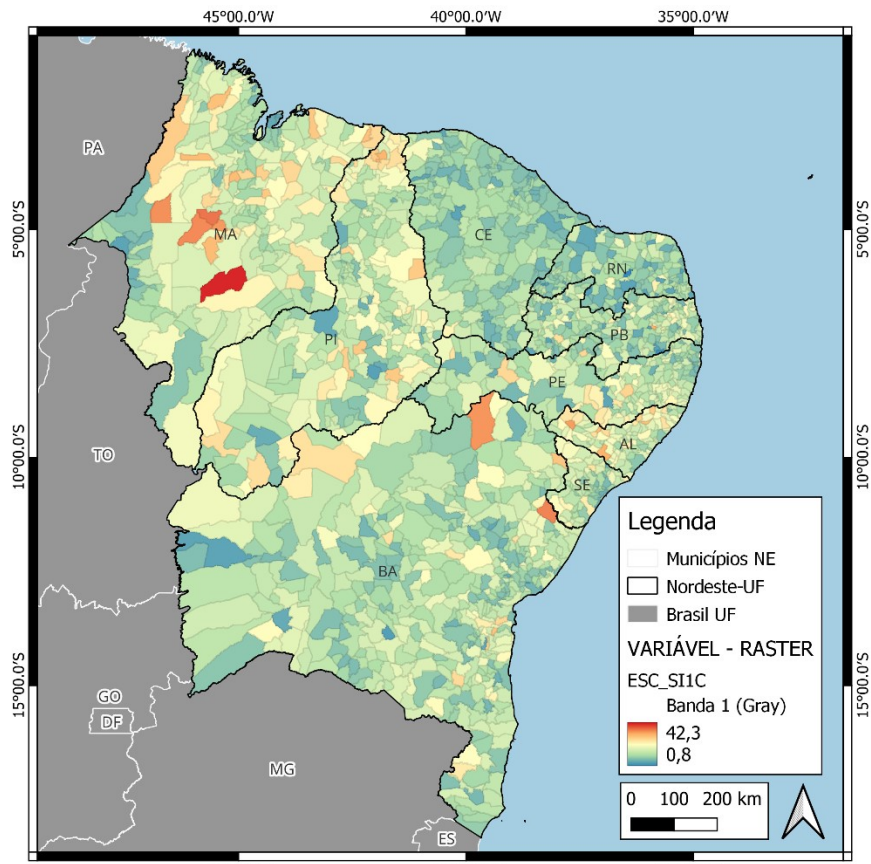 45°00.0'W 40°00.0'W 35°00.0'W
5°00.0'S
10°00.0'S
15°00.0'S
5°00.0'S
10°00.0'S
15°00.0'S
PA
MA
CE
RN
PB
PI
PE
AL
SE
TO
BA
GO
DF
MG
ES
Legenda
Municípios NE
Nordeste-UF
Brasil UF
VARIÁVEL - RASTER
ESC_SI1C
Banda 1 (Gray)
42,3
0,8
0 100 200 km